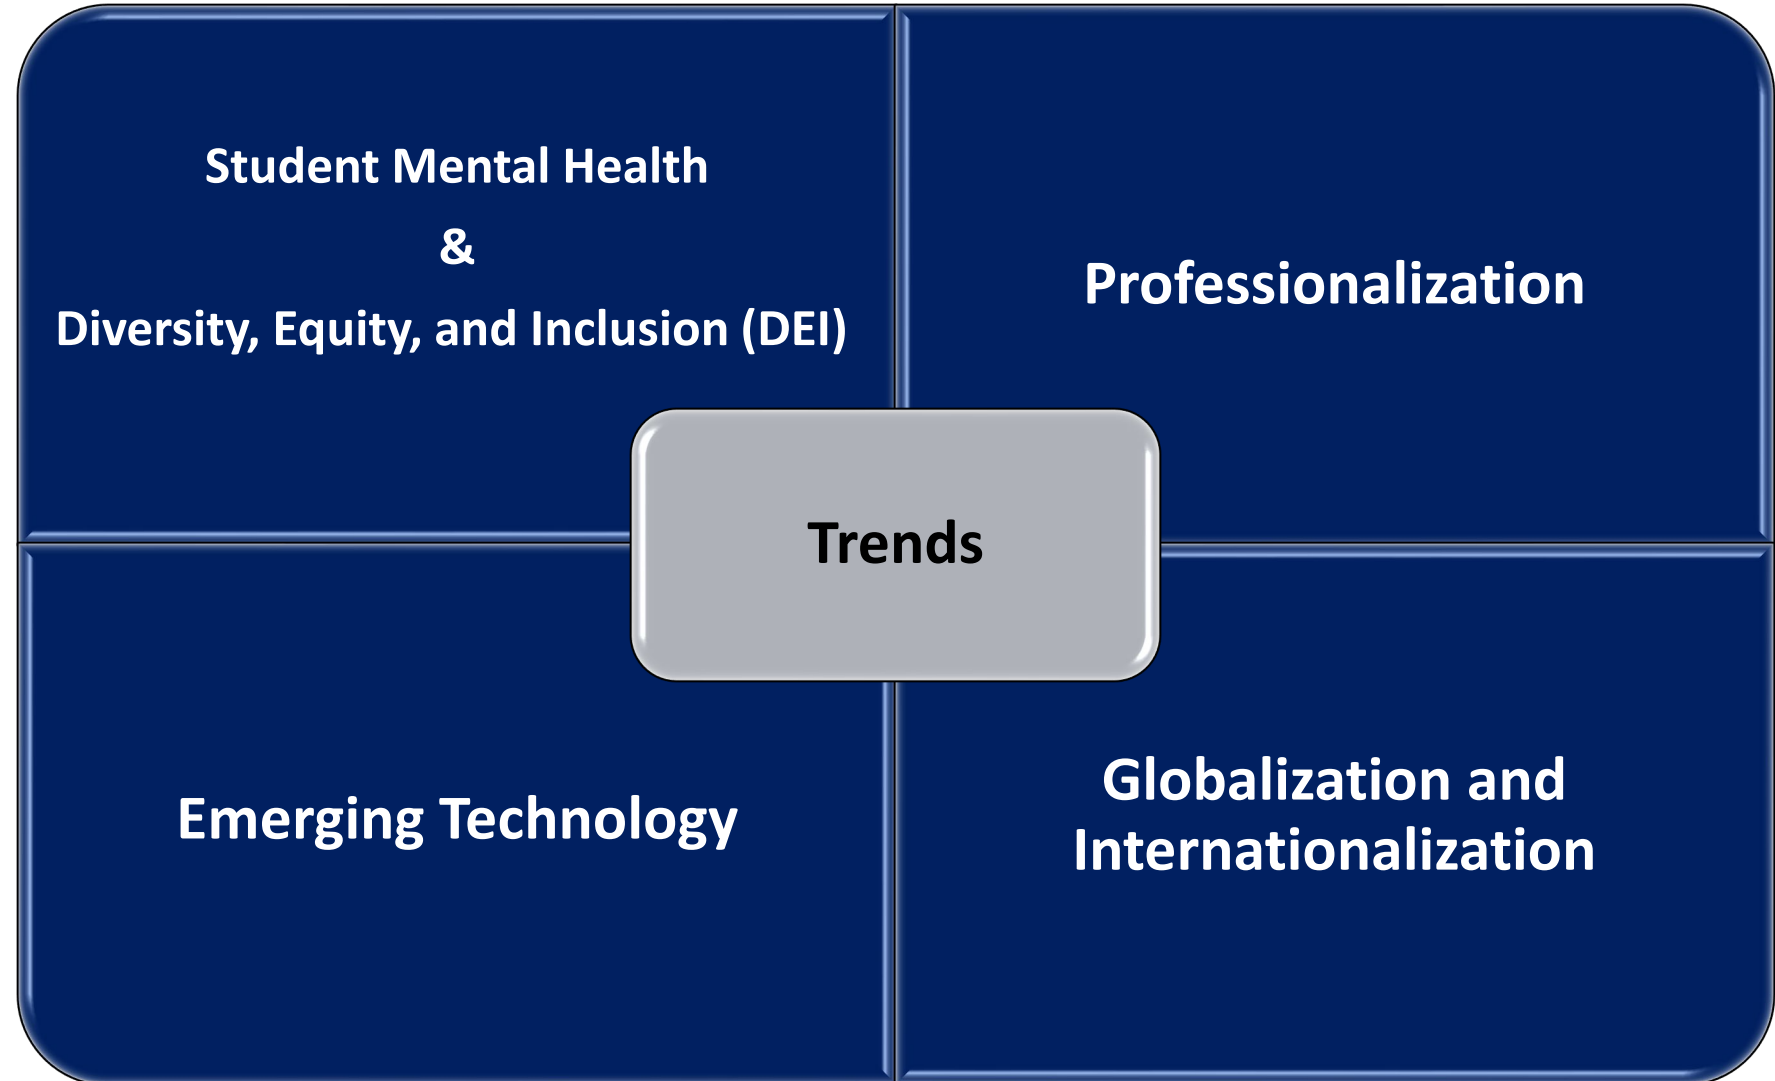 Student Mental Health
&
Diversity, Equity, and Inclusion (DEI)
Professionalization
Trends
Emerging Technology
Globalization and
Internationalization